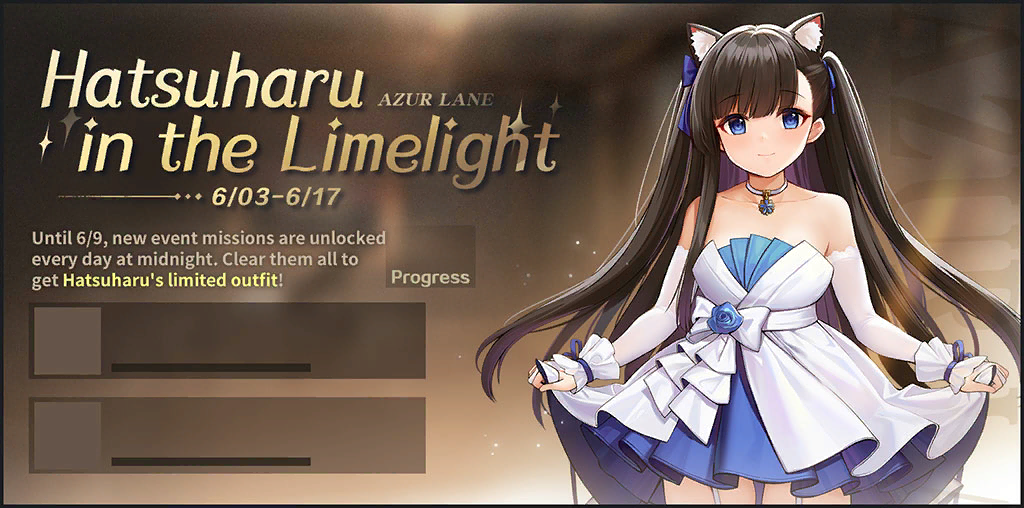 Hatsuharu
AZUR LANE
in the Limelight
6/03-6/17
Until 6/9, new event missions are unlocked
every day at midnight. Clear them all to
get Hatsuharu's limited outfit!
Progress